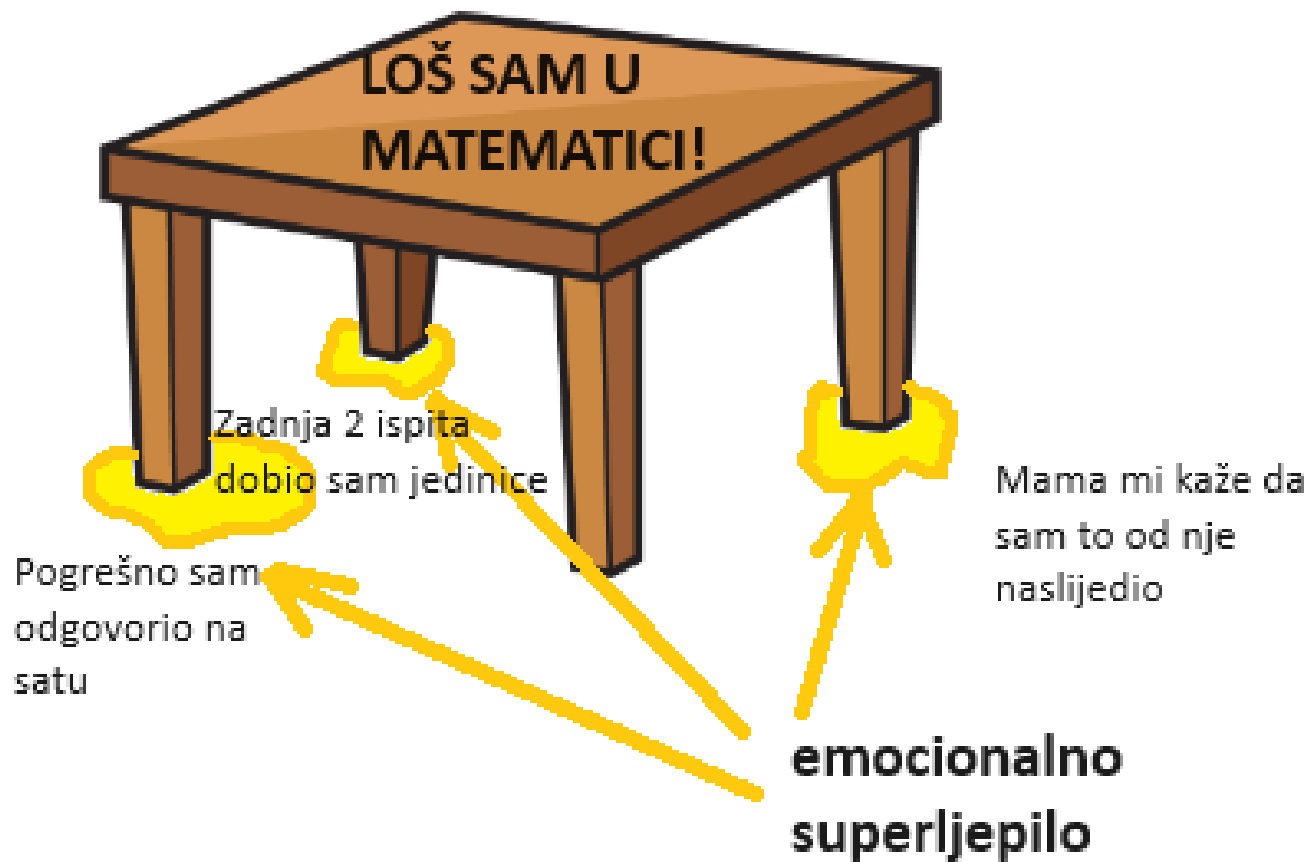 LOŠ SAM U
MATEMATICI!
Zadnja 2 ispita
dobio sam jedinice
Mama mi kaže da
sam to od nje
naslijedio
Pogrešno sam
odgovorio na
satu
emocionalno
superljepilo